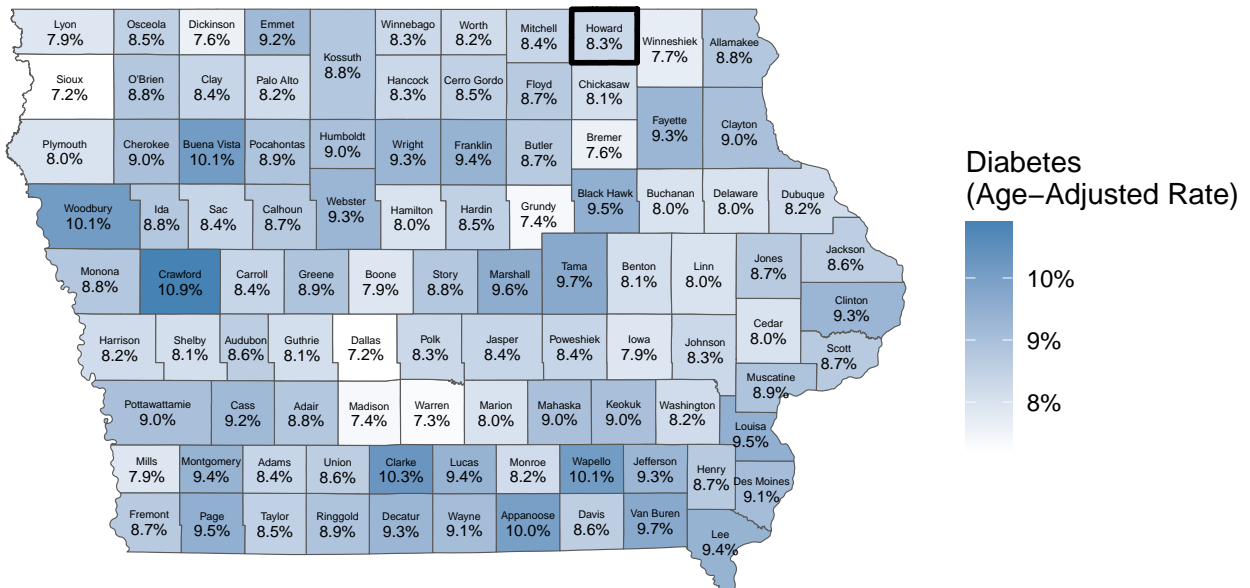 Lyon
7.9%
Osceola
8.5%
Dickinson
7.6%
Emmet
9.2%
Kossuth
8.8%
Winnebago
8.3%
Worth
8.2%
Mitchell
8.4%
Howard
8.3%
Winneshiek
7.7%
Allamakee
8.8%
Sioux
7.2%
O'Brien
8.8%
Clay
8.4%
Palo Alto
8.2%
Hancock
8.3%
Cerro Gordo
8.5%
Floyd
8.7%
Chickasaw
8.1%
Plymouth
8.0%
Cherokee
9.0%
Buena Vista
10.1%
Pocahontas
8.9%
Humboldt
9.0%
Wright
9.3%
Franklin
9.4%
Butler
8.7%
Bremer
7.6%
Fayette
9.3%
Clayton
9.0%
Woodbury
10.1%
Ida
8.8%
Sac
8.4%
Calhoun
8.7%
Webster
9.3%
Hamilton
8.0%
Hardin
8.5%
Grundy
7.4%
Black Hawk
9.5%
Buchanan
8.0%
Delaware
8.0%
Dubuque
8.2%
Monona
8.8%
Crawford
10.9%
Carroll
8.4%
Greene
8.9%
Boone
7.9%
Story
8.8%
Marshall
9.6%
Tama
9.7%
Benton
8.1%
Linn
8.0%
Jones
8.7%
Jackson
8.6%
Clinton
9.3%
Harrison
8.2%
Shelby
8.1%
Audubon
8.6%
Guthrie
8.1%
Dallas
7.2%
Polk
8.3%
Jasper
8.4%
Poweshiek
8.4%
Iowa
7.9%
Johnson
8.3%
Cedar
8.0%
Scott
8.7%
Muscatine
8.9%
Pottawattamie
9.0%
Cass
9.2%
Adair
8.8%
Madison
7.4%
Warren
7.3%
Marion
8.0%
Mahaska
9.0%
Keokuk
9.0%
Washington
8.2%
Louisa
9.5%
Mills
7.9%
Montgomery
9.4%
Adams
8.4%
Union
8.6%
Clarke
10.3%
Lucas
9.4%
Monroe
8.2%
Wapello
10.1%
Jefferson
9.3%
Henry
8.7%
Des Moines
9.1%
Fremont
8.7%
Page
9.5%
Taylor
8.5%
Ringgold
8.9%
Decatur
9.3%
Wayne
9.1%
Appanoose
10.0%
Davis
8.6%
Van Buren
9.7%
Lee
9.4%
Diabetes
(Age−Adjusted Rate)
10%
9%
8%